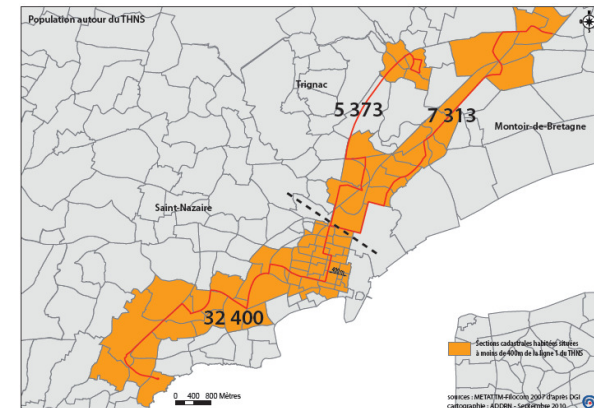 Population autour du THNS
Trignac
5 373
7 313
Montoir-de-Bretagne
Saint-Nazaire
32 400
Sections cadastrales habitées situées
à moins de 400m de la ligne 1 du THNS
0 400 800 Mètres
sources : METATTM-Filocom 2007 d'après DGI
cartographie : ADDRN - Septembre 2010